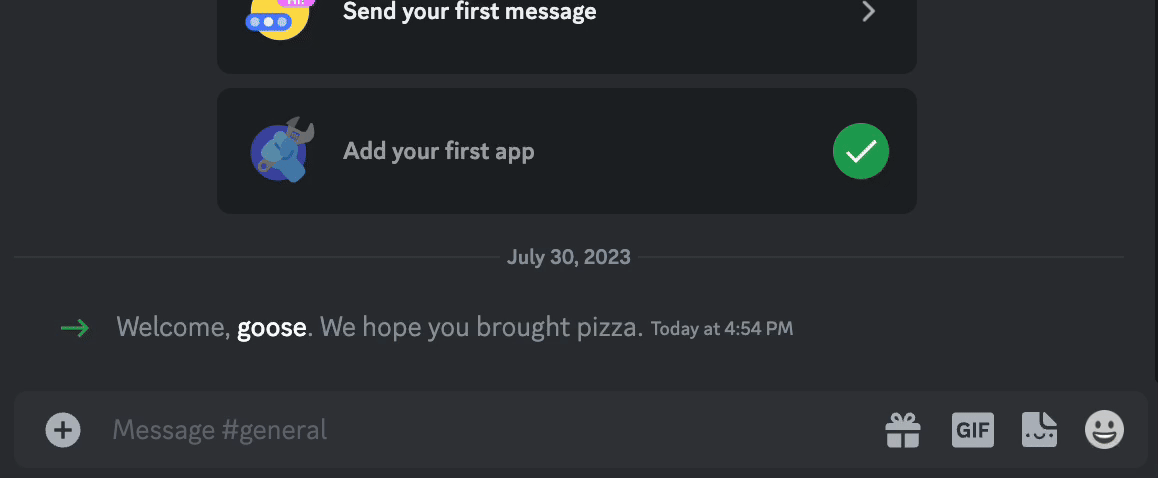 Hi!
Send your first message
Add your first app
July 30, 2023
Welcome, goose. We hope you brought pizza. Today at 4:54 PM
Message #general
GIF